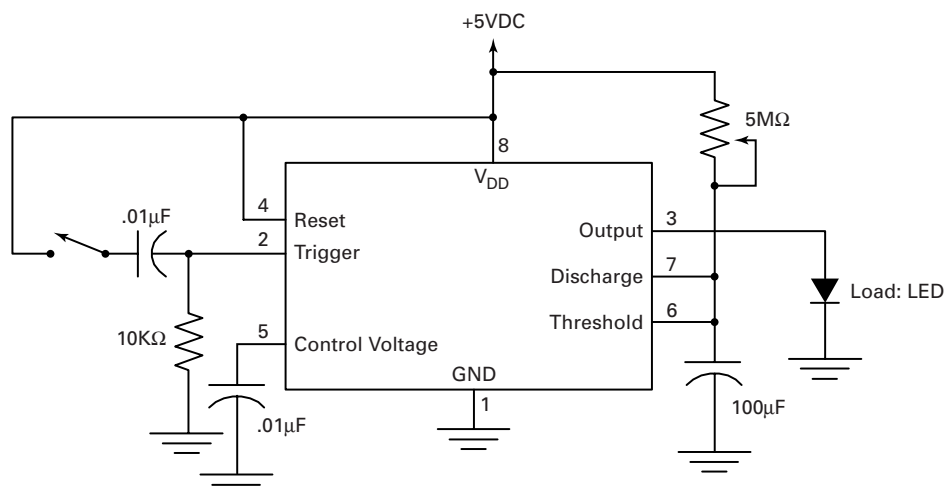 +5VDC
5MΩ
8
V_DD
.01µF
4
Reset
2
Trigger
Output
3
Discharge
7
Load: LED
Threshold
6
10KΩ
5
Control Voltage
GND
1
.01µF
100µF